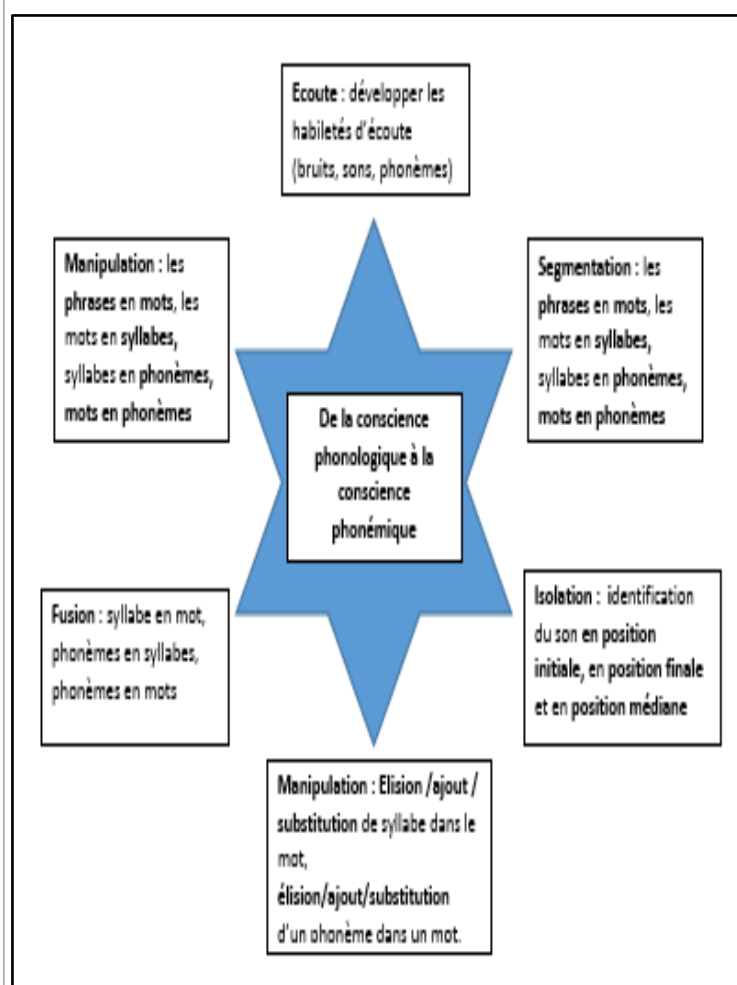 Ecoute : développer les
habiletés d'écoute
(bruits, sons, phonèmes)
Manipulation : les
phrases en mots, les
mots en syllabes,
syllabes en phonèmes,
mots en phonèmes
Segmentation : les
phrases en mots, les
mots en syllabes,
syllabes en phonèmes,
mots en phonèmes
De la conscience
phonologique à la
conscience
phonémique
Fusion : syllabe en mot,
phonèmes en syllabes,
phonèmes en mots
Isolation : identification
du son en position
initiale, en position finale
et en position médiane
Manipulation : Elision /ajout /
substitution de syllabe dans le
mot,
élision/ajout/substitution
d'un phonème dans un mot.